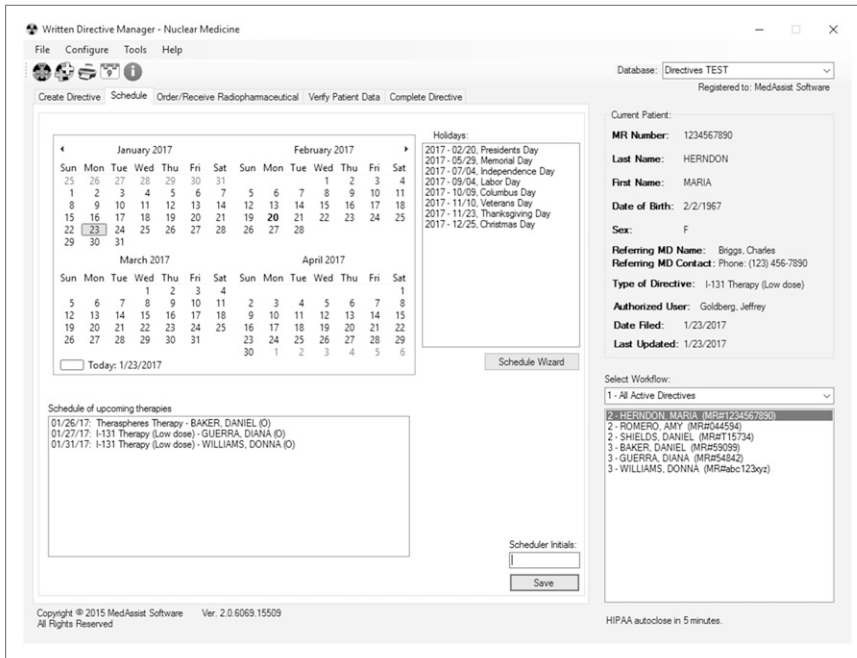 Written Directive Manager - Nuclear Medicine
File Configure Tools Help
9
Database: Directives TEST
Registered to: MedAssist Software
Create Directive Schedule Order/Receive Radiopharmaceutical Verify Patient Data Complete Directive
January 2017
Sun Mon Tue Wed Thu Fri Sat
25 26 27 28 29 30 31
1 2 3 4 5 6 7
8 9 10 11 12 13 14
15 16 17 18 19 20 21
22 23 24 25 26 27 28
29 30 31
February 2017
Sun Mon Tue Wed Thu Fri Sat
1 2 3 4
5 6 7 8 9 10 11
12 13 14 15 16 17 18
19 20 21 22 23 24 25
26 27 28
March 2017
Sun Mon Tue Wed Thu Fri Sat
1 2 3 4
5 6 7 8 9 10 11
12 13 14 15 16 17 18
19 20 21 22 23 24 25
26 27 28 29 30 31
April 2017
Sun Mon Tue Wed Thu Fri Sat
1
2 3 4 5 6 7 8
9 10 11 12 13 14 15
16 17 18 19 20 21 22
23 24 25 26 27 28 29
30 1 2 3 4 5 6
Today: 1/23/2017
Holidays:
2017 - 02/20, Presidents Day
2017 - 05/29, Memorial Day
2017 - 07/04, Independence Day
2017 - 09/04, Labor Day
2017 - 10/09, Columbus Day
2017 - 11/10, Veterans Day
2017 - 11/23, Thanksgiving Day
2017 - 12/25, Christmas Day
Schedule Wizard
Schedule of upcoming therapies
01/26/17: Theraspheres Therapy - BAKER, DANIEL (O)
01/27/17: I-131 Therapy (Low dose) - GUERRA, DIANA (O)
01/31/17: I-131 Therapy (Low dose) - WILLIAMS, DONNA (O)
Scheduler Initials:
Save
Current Patient:
MR Number: 1234567890
Last Name: HERNDON
First Name: MARIA
Date of Birth: 2/2/1967
Sex: F
Referring MD Name: Briggs, Charles
Referring MD Contact: Phone: (123) 456-7890
Type of Directive: I-131 Therapy (Low dose)
Authorized User: Goldberg, Jeffrey
Date Filed: 1/23/2017
Last Updated: 1/23/2017
Select Workflow:
1 - All Active Directives
2 - HERNDON, MARIA (MR#1234567890)
2 - ROMERO, AMY (MR#044594)
2 - SHIELDS, DANIEL (MR#T15734)
3 - BAKER, DANIEL (MR#59099)
3 - GUERRA, DIANA (MR#54842)
3 - WILLIAMS, DONNA (MR#abc123xyz)
HIPAA autoclose in 5 minutes.
Copyright © 2015 MedAssist Software Ver. 2.0.6069.15509
All Rights Reserved